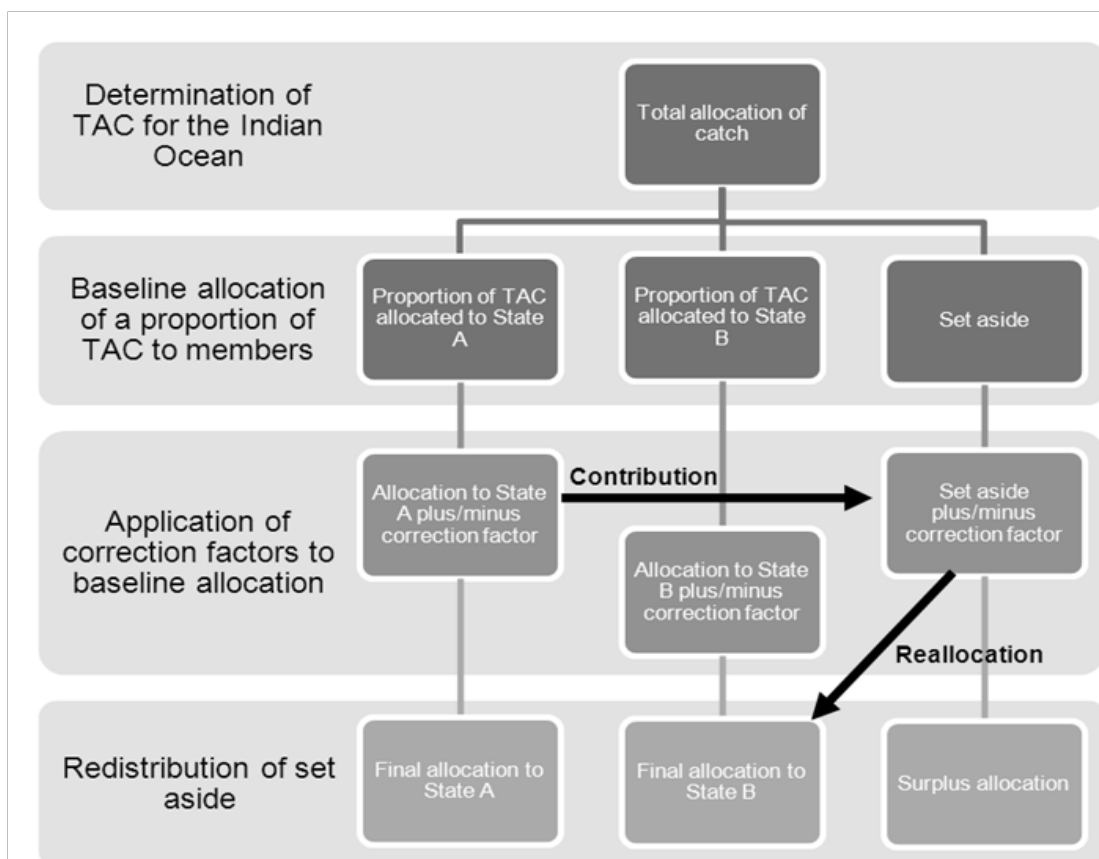 Determination of
TAC for the Indian
Ocean
Total allocation of
catch
Baseline allocation
of a proportion of
TAC to members
Proportion of TAC
allocated to State
A
Proportion of TAC
allocated to State
B
Set aside
Application of
correction factors to
baseline allocation
Allocation to State
A plus/minus
correction factor
Contribution
Set aside
plus/minus
correction factor
Allocation to State
B plus/minus
correction factor
Reallocation
Redistribution of set
aside
Final allocation to
State A
Final allocation to
State B
Surplus allocation